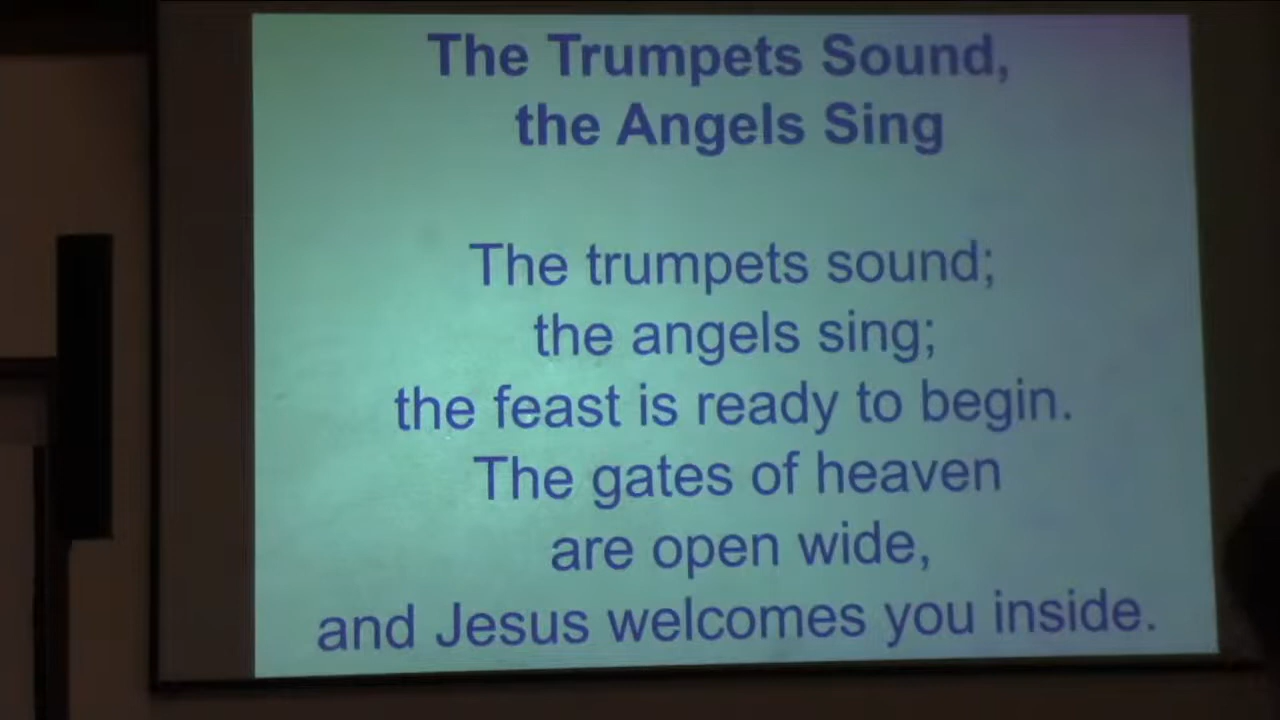 The Trumpets Sound,
the Angels Sing
The trumpets sound;
the angels sing;
the feast is ready to begin.
The gates of heaven
are open wide,
and Jesus welcomes you inside.